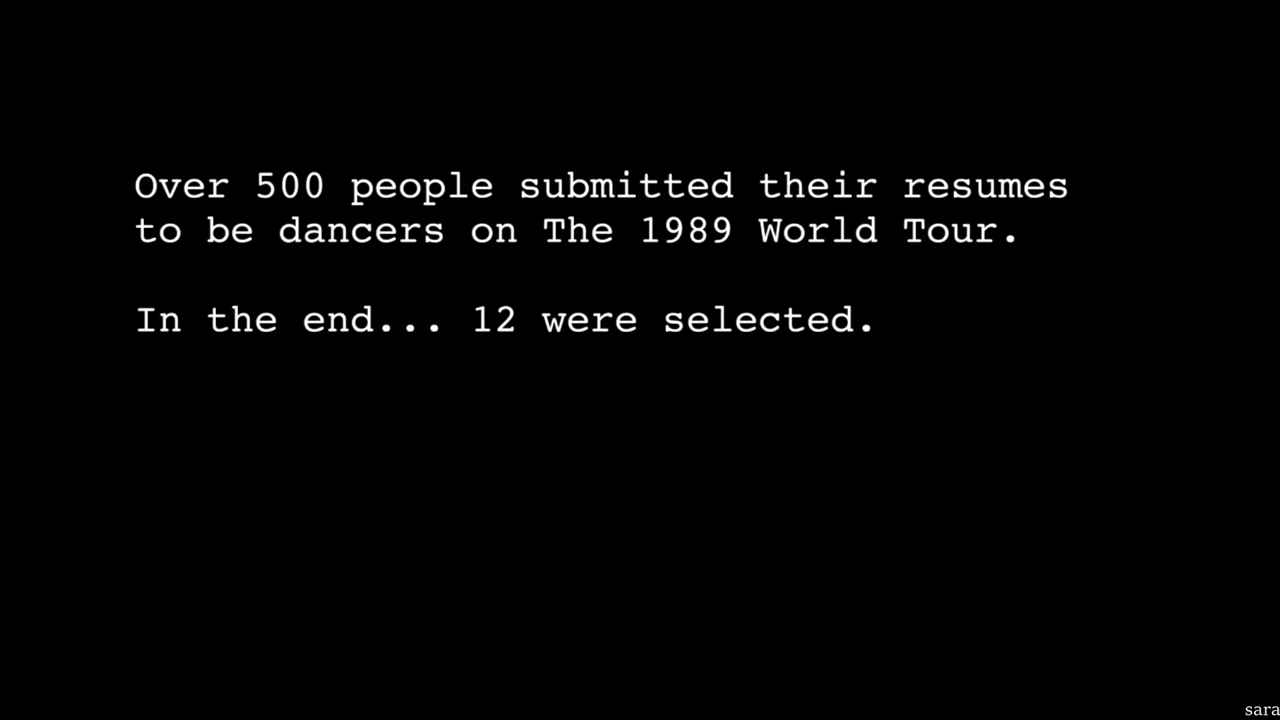 Over 500 people submitted their resumes
to be dancers on The 1989 World Tour.
In the end... 12 were selected.
sara